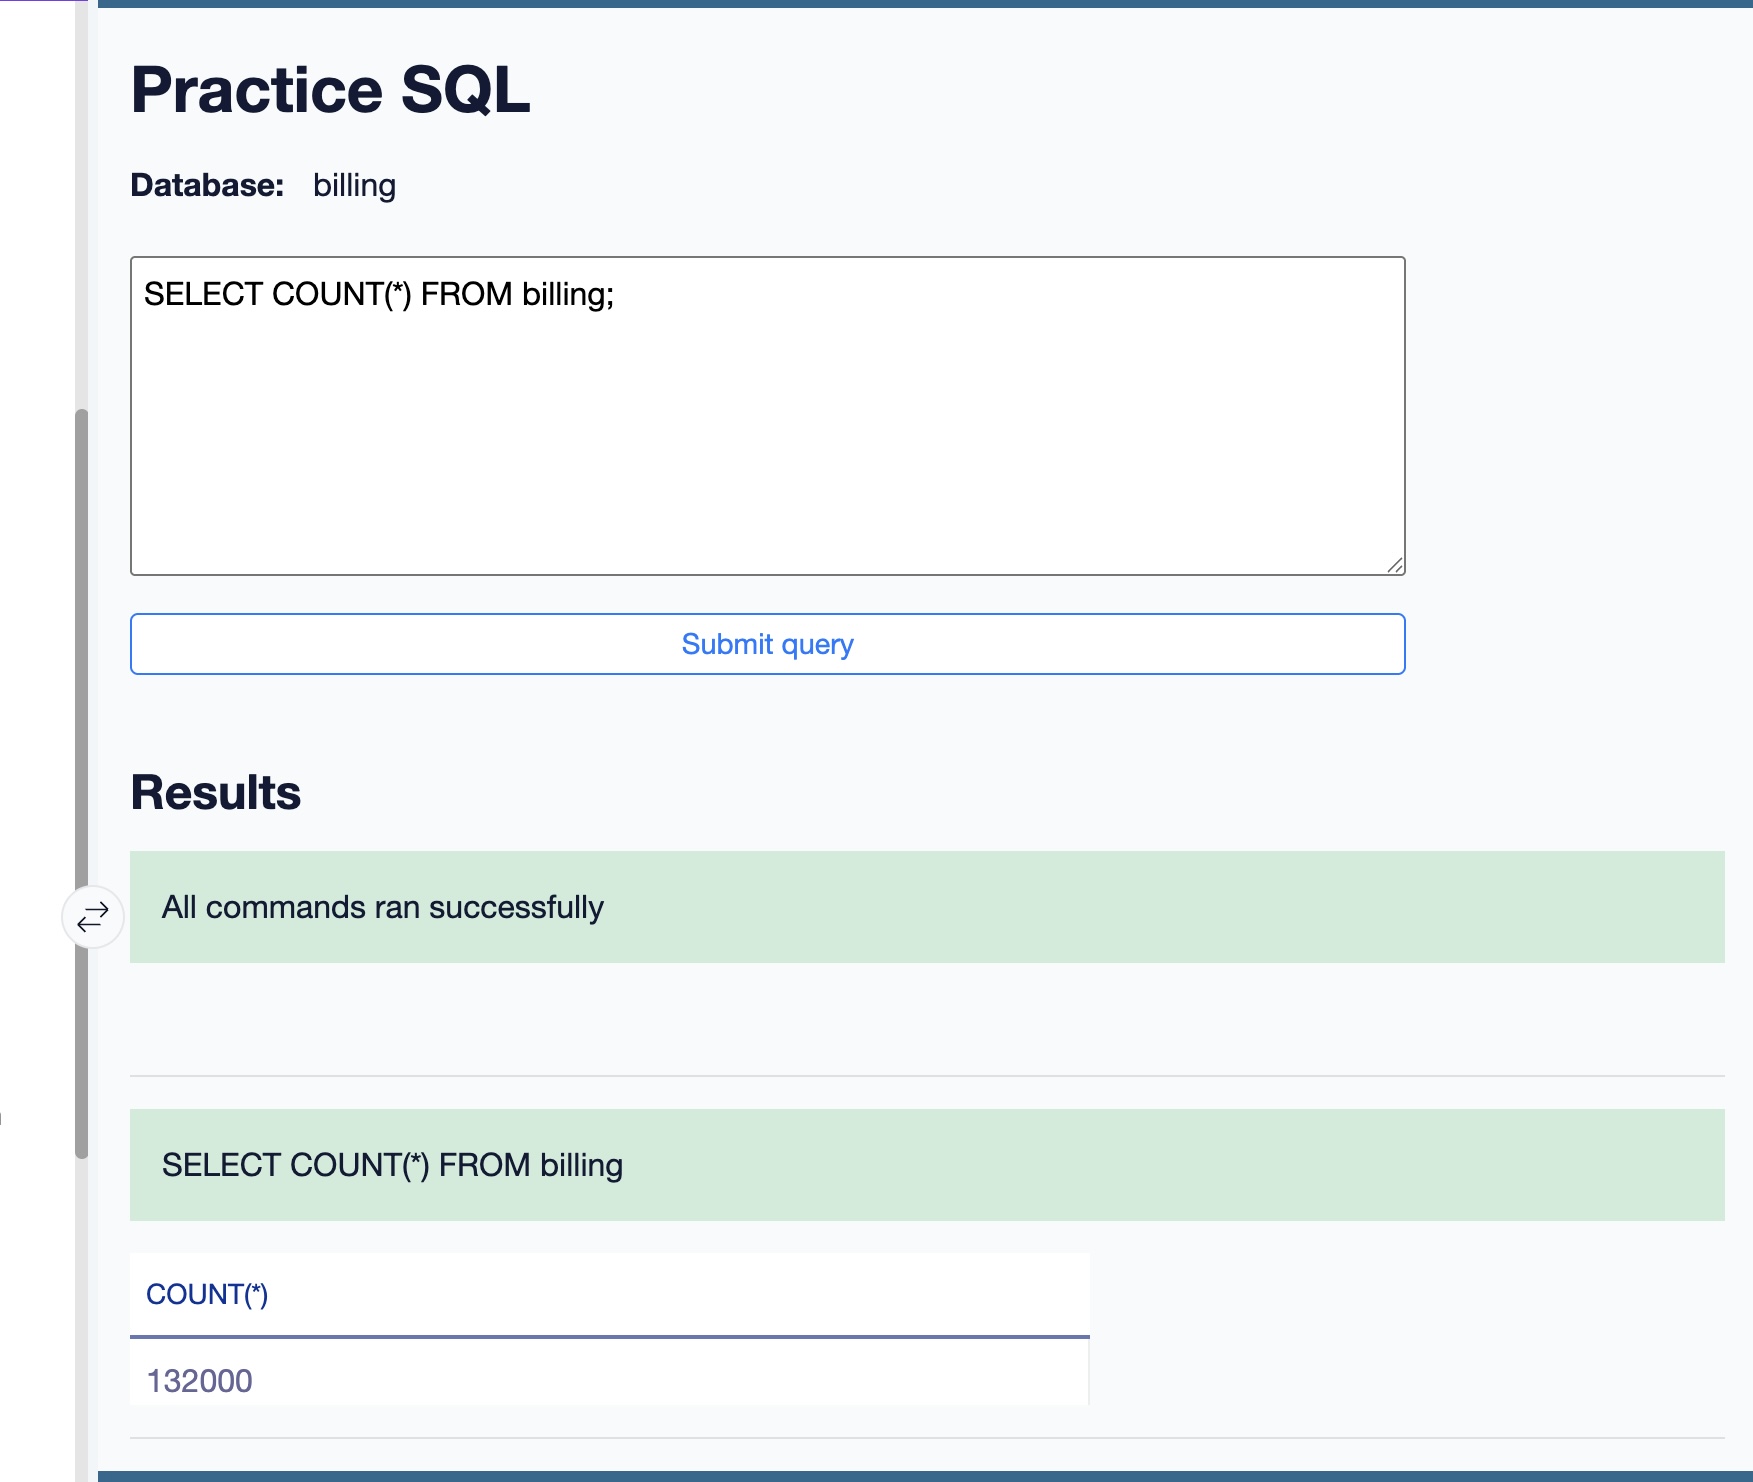 Practice SQL
Database: billing
SELECT COUNT(*) FROM billing;
Submit query
Results
All commands ran successfully
SELECT COUNT(*) FROM billing
COUNT(*)
132000